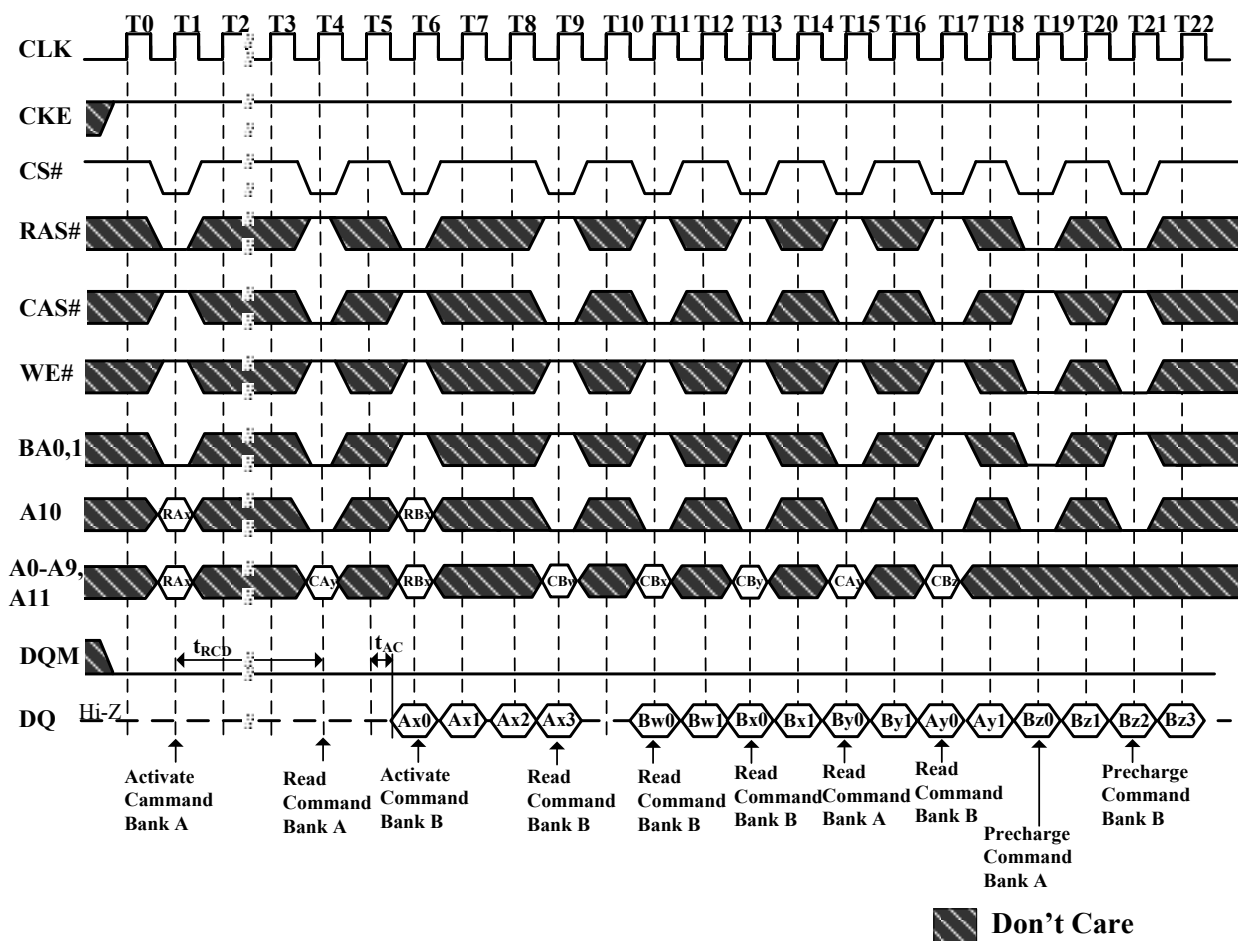 T0 T1 T2 T3 T4 T5 T6 T7 T8 T9 T10 T11 T12 T13 T14 T15 T16 T17 T18 T19 T20 T21 T22
CLK
CKE
CS#
RAS#
CAS#
WE#
BA0,1
A10 RAx RBx
A0-A9,
A11
RAx CAy RBx CBw CBx CBy CAy CBz
DQM
tRCD tAC
DQ Hi-Z Ax0 Ax1 Ax2 Ax3 Bw0 Bw1 Bx0 Bx1 By0 By1 Ay0 Ay1 Bz0 Bz1 Bz2 Bz3
Activate
Cammand
Bank A
Read
Command
Bank A
Activate
Command
Bank B
Read
Command
Bank B
Read
Command
Bank B
Read
Command
Bank B
Read
Command
Bank A
Read
Command
Bank B
Precharge
Command
Bank A
Precharge
Command
Bank B
Don't Care